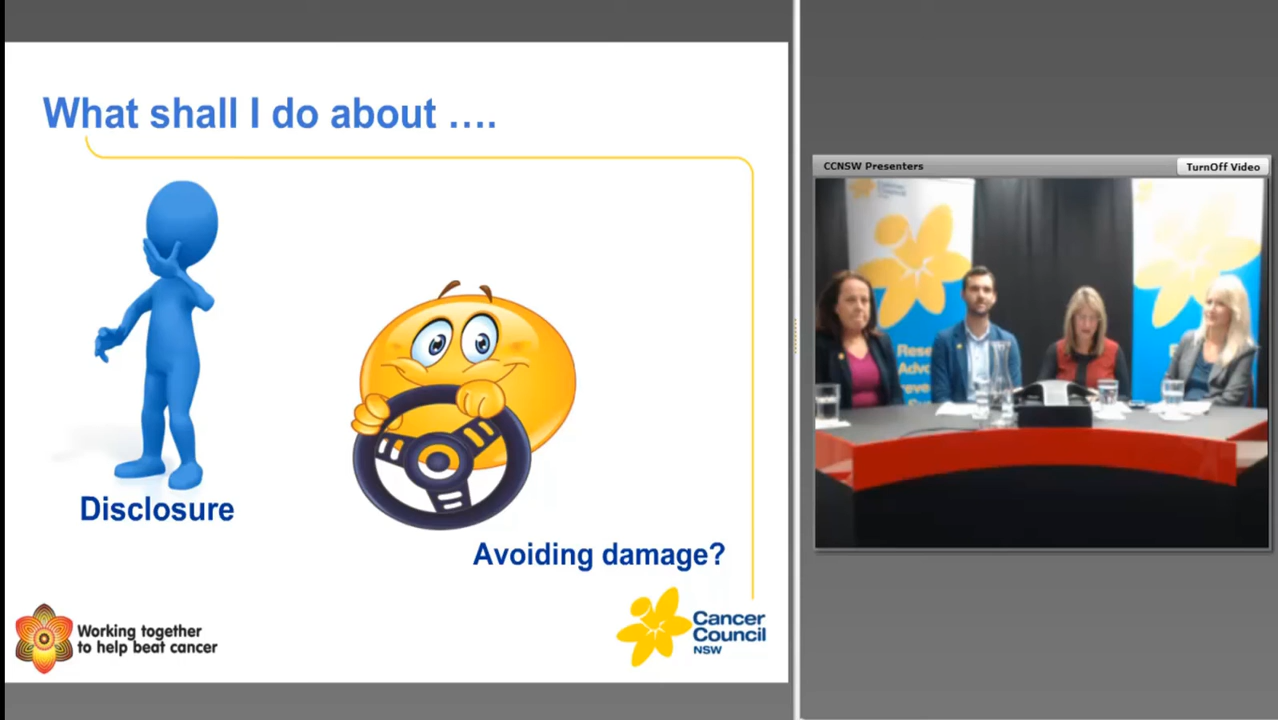 What shall I do about ....
Disclosure
Avoiding damage?
Working together
to help beat cancer
Cancer
Council
NSW
CCNSW Presenters
TurnOff Video